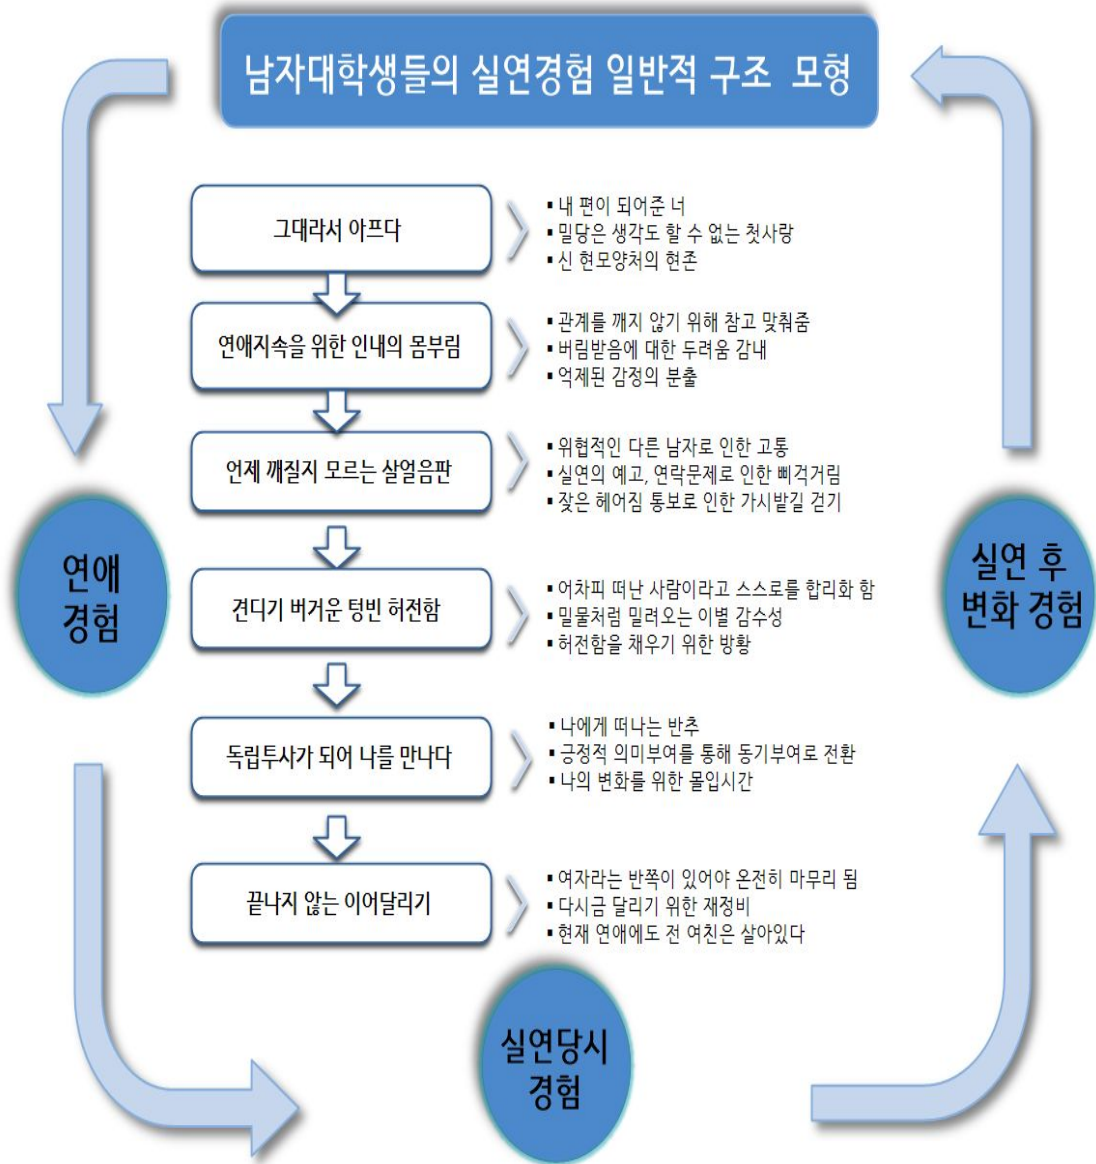 남자대학생들의 실연경험 일반적 구조 모형
그대라서 아프다
▪ 내 편이 되어준 너
▪ 밀당은 생각도 할 수 없는 첫사랑
▪ 신 현모양처의 현존
연애지속을 위한 인내의 몸부림
▪ 관계를 깨지 않기 위해 참고 맞춰줌
▪ 버림받음에 대한 두려움 감내
▪ 억제된 감정의 분출
언제 깨질지 모르는 살얼음판
▪ 위협적인 다른 남자로 인한 고통
▪ 실연의 예고, 연락문제로 인한 삐걱거림
▪ 잦은 헤어짐 통보로 인한 가시밭길 걷기
견디기 버거운 텅빈 허전함
▪ 어차피 떠난 사람이라고 스스로를 합리화 함
▪ 밀물처럼 밀려오는 이별 감수성
▪ 허전함을 채우기 위한 방황
독립투사가 되어 나를 만나다
▪ 나에게 떠나는 반추
▪ 긍정적 의미부여를 통해 동기부여로 전환
▪ 나의 변화를 위한 몰입시간
끝나지 않는 이어달리기
▪ 여자라는 반쪽이 있어야 온전히 마무리 됨
▪ 다시금 달리기 위한 재정비
▪ 현재 연애에도 전 여친은 살아있다
연애
경험
실연당시
경험
실연 후
변화 경험